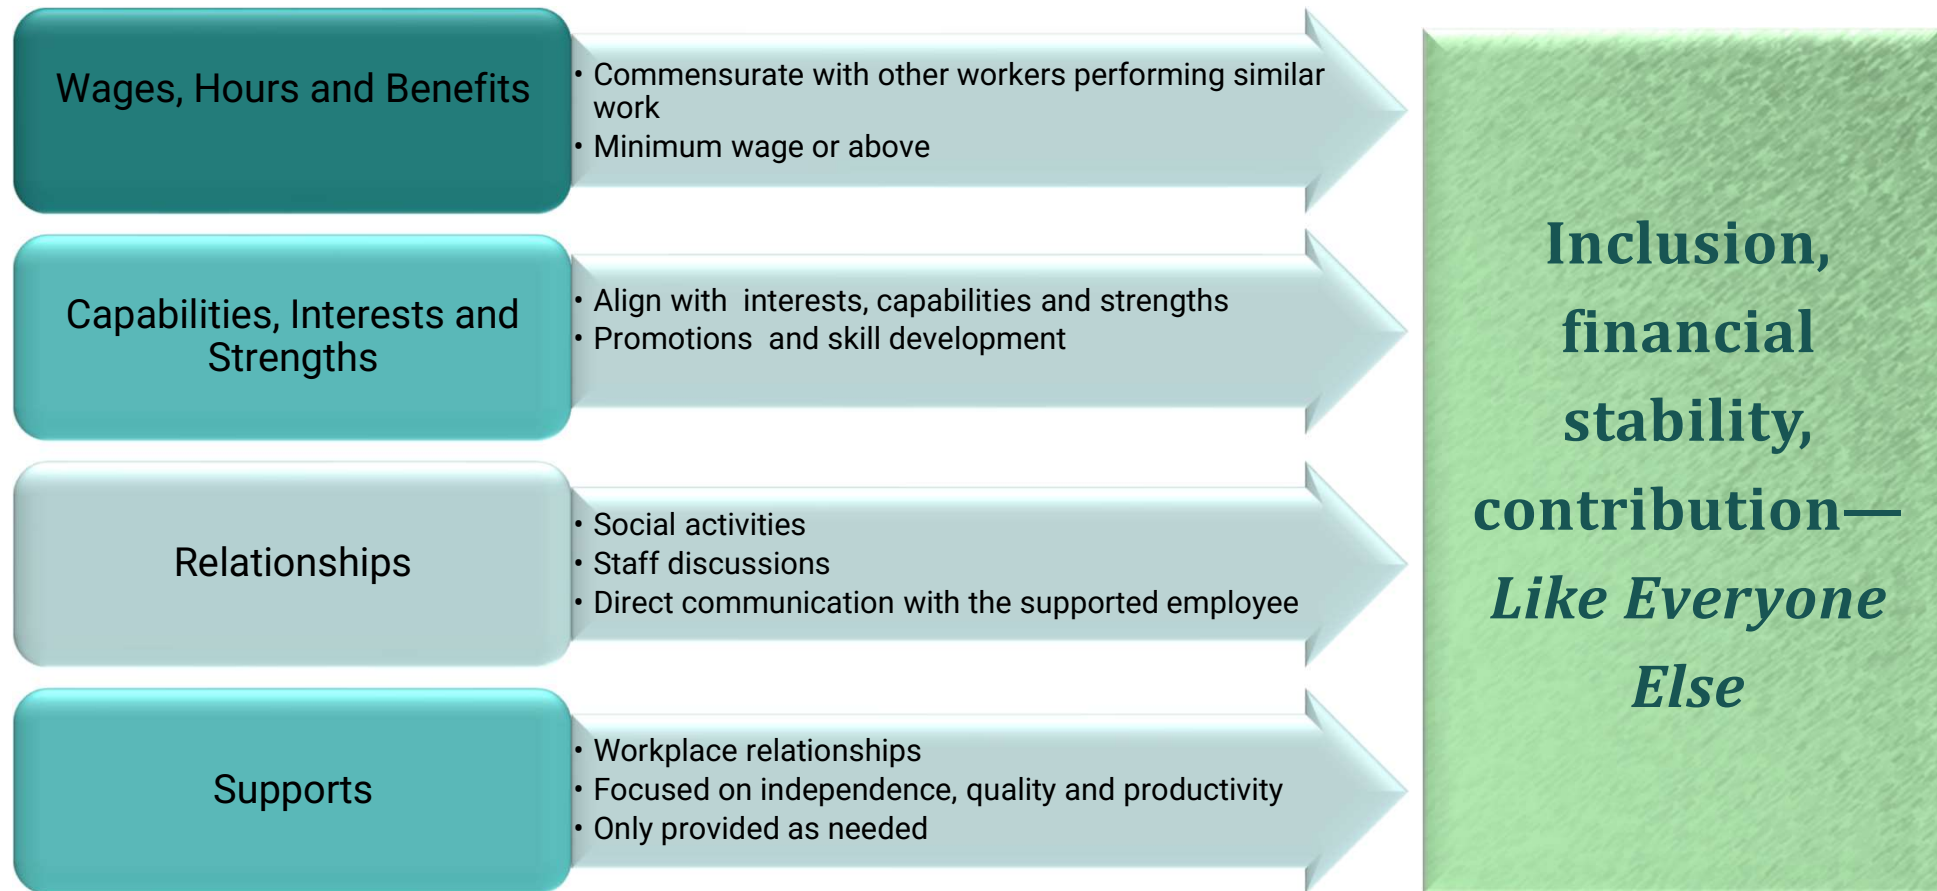 Wages, Hours and Benefits
• Commensurate with other workers performing similar
work
• Minimum wage or above
Capabilities, Interests and
Strengths
• Align with  interests, capabilities and strengths
• Promotions  and skill development
Relationships
• Social activities
• Staff discussions
• Direct communication with the supported employee
Supports
• Workplace relationships
• Focused on independence, quality and productivity
• Only provided as needed
Inclusion,
financial
stability,
contribution—
Like Everyone
Else